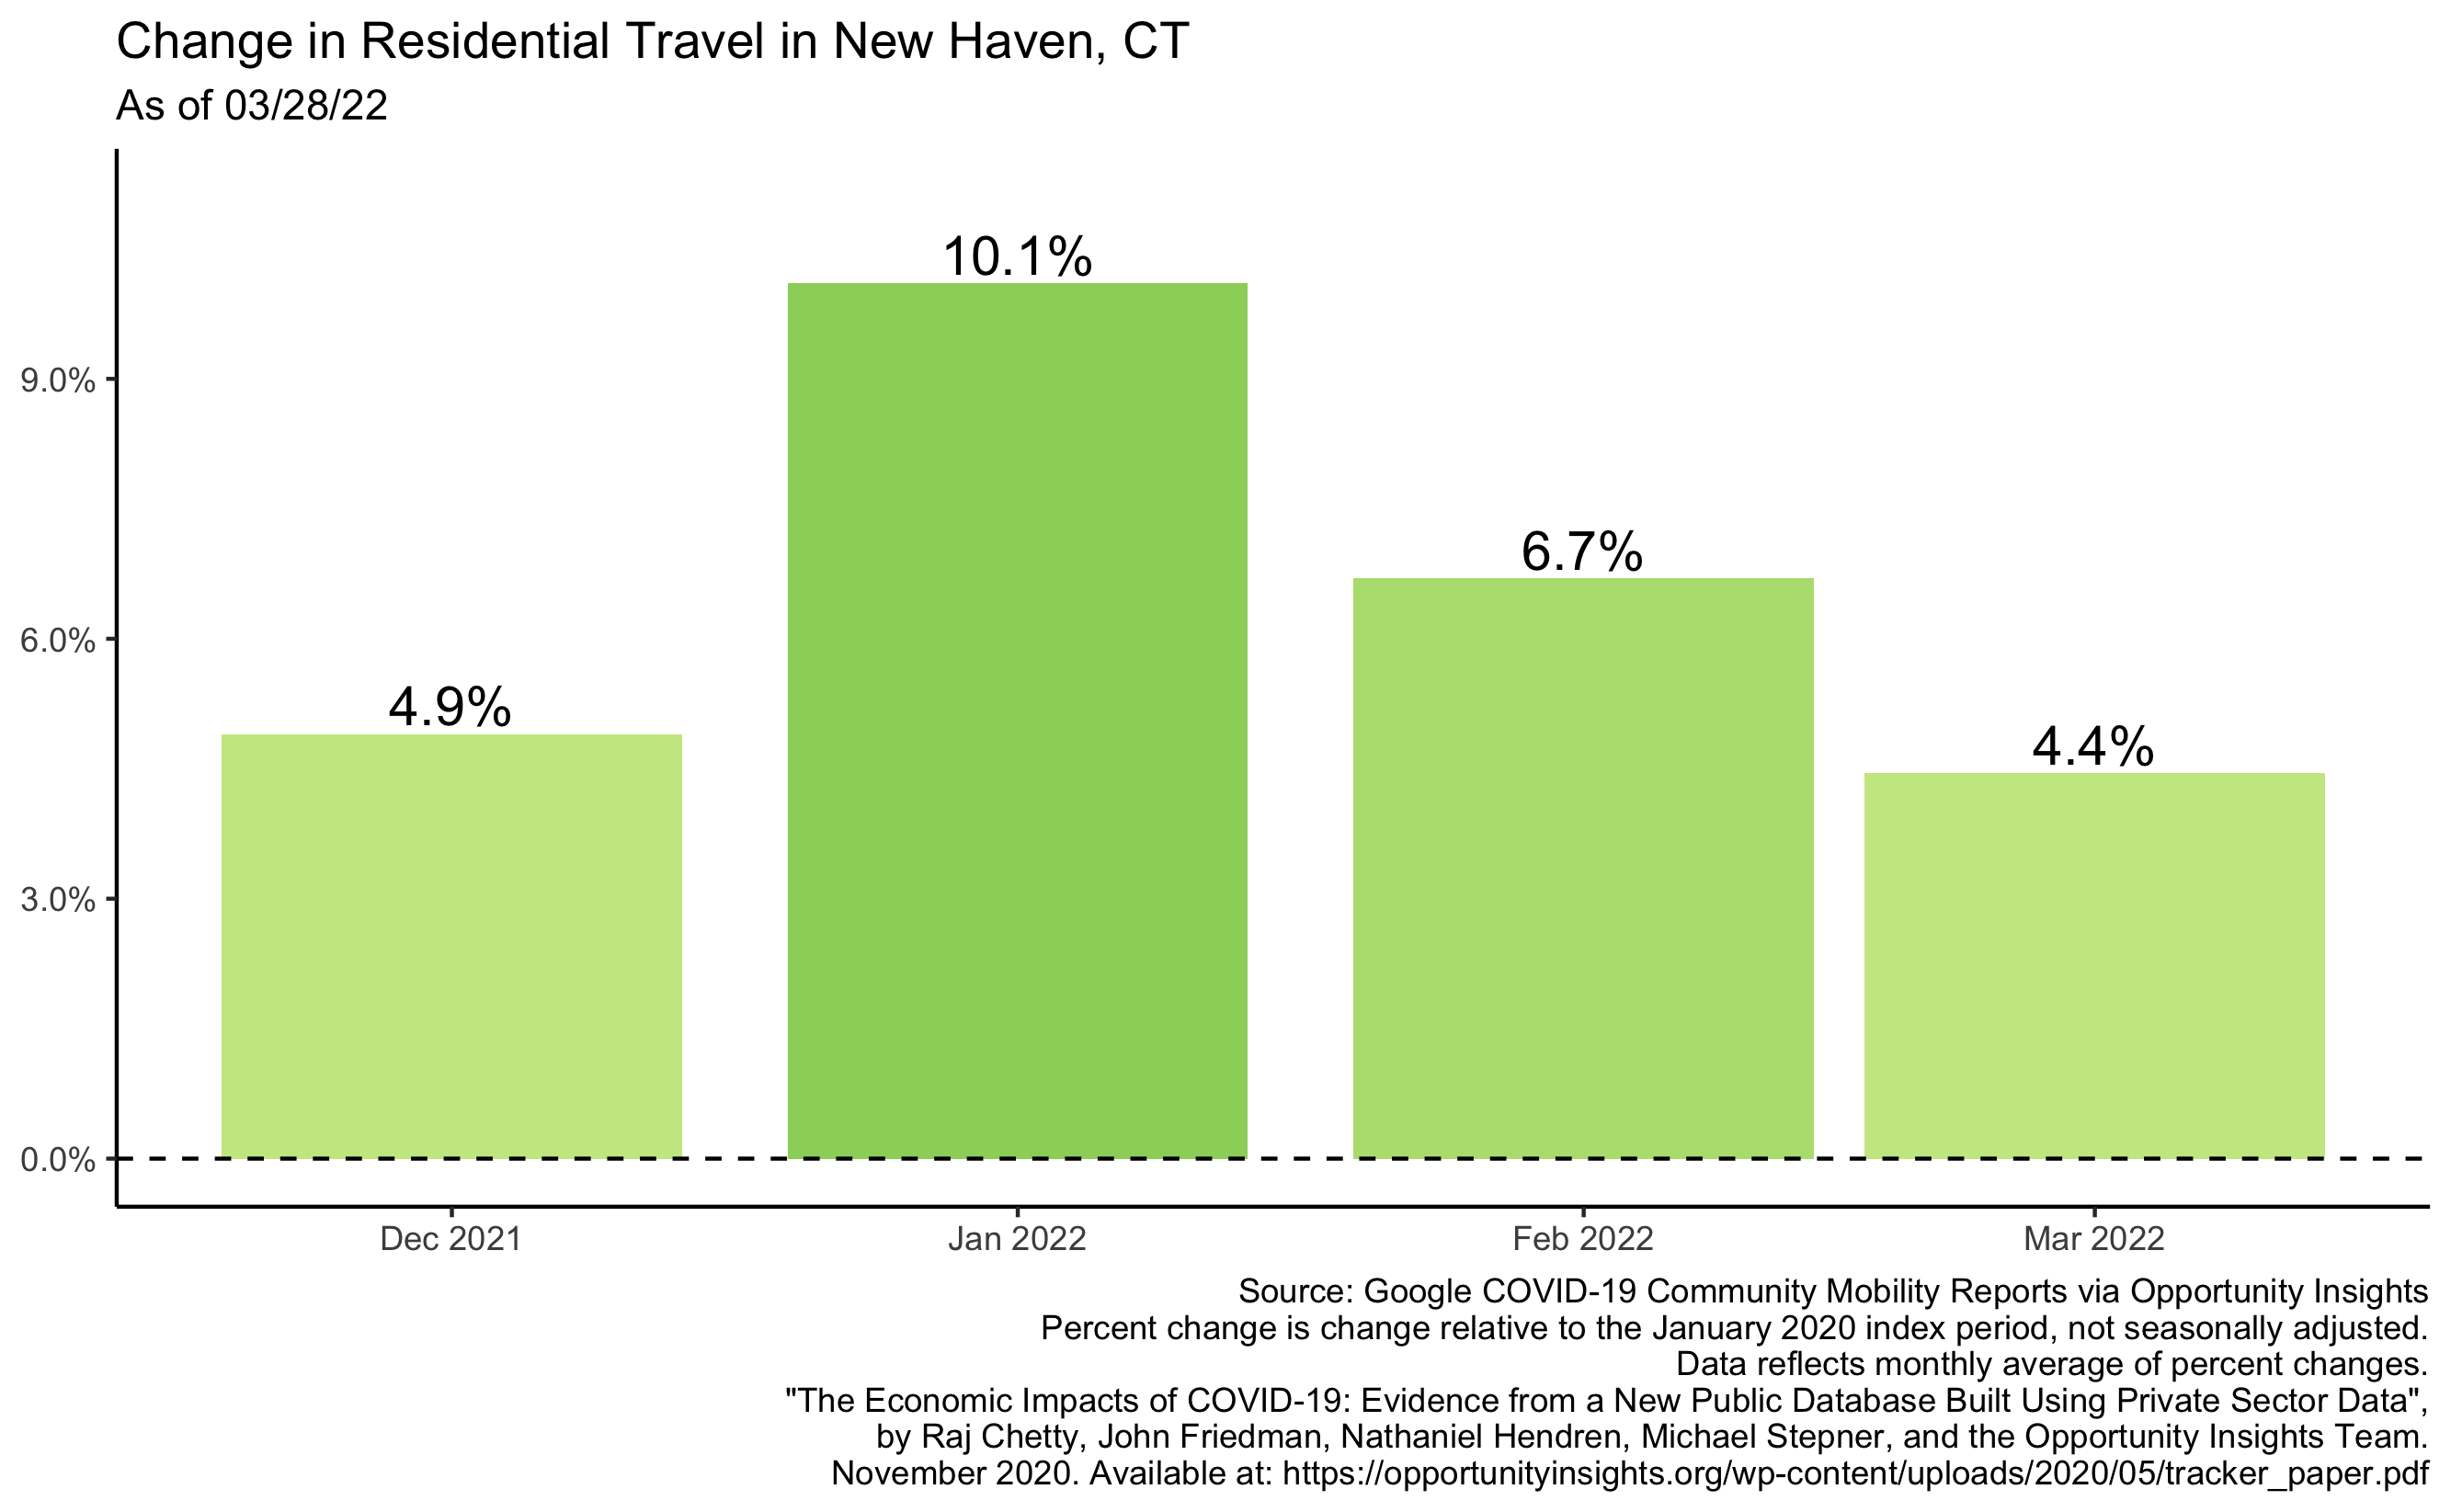 Change in Residential Travel in New Haven, CT
As of 03/28/22
10.1%
9.0%
6.7%
6.0%
4.9%
4.4%
3.0%
0.0%
Dec 2021 Jan 2022 Feb 2022 Mar 2022
Source: Google COVID-19 Community Mobility Reports via Opportunity Insights
Percent change is change relative to the January 2020 index period, not seasonally adjusted.
Data reflects monthly average of percent changes.
"The Economic Impacts of COVID-19: Evidence from a New Public Database Built Using Private Sector Data",
by Raj Chetty, John Friedman, Nathaniel Hendren, Michael Stepner, and the Opportunity Insights Team.
November 2020. Available at: https://opportunityinsights.org/wp-content/uploads/2020/05/tracker_paper.pdf